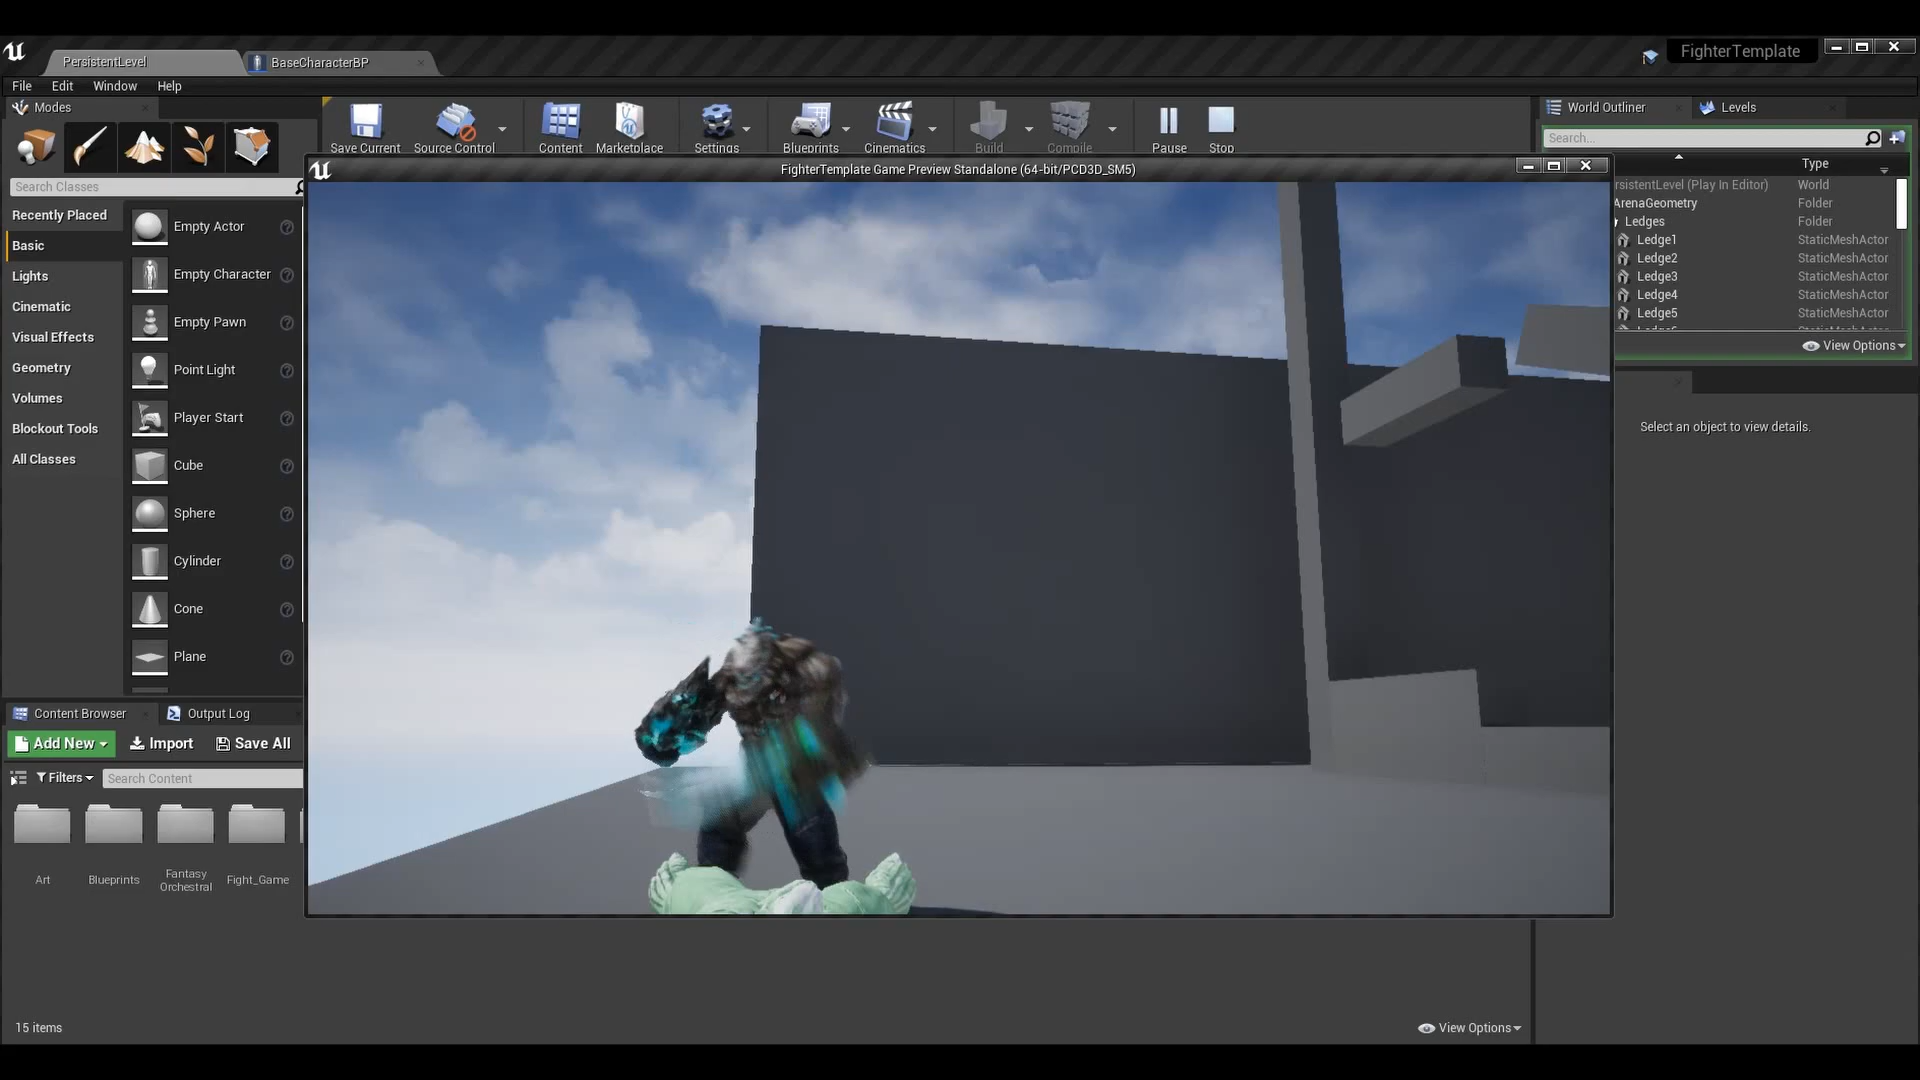 PersistentLevel
BaseCharacterBP
FighterTemplate
File Edit Window Help
Modes
Save Current
Source Control
Content
Marketplace
Settings
Blueprints
Cinematics
Build
Compile
Pause
Stop
World Outliner
Levels
Search...
FighterTemplate Game Preview Standalone (64-bit/PCD3D_SM5)
Search Classes
Recently Placed
Basic
Lights
Cinematic
Visual Effects
Geometry
Volumes
Blockout Tools
All Classes
Empty Actor
Empty Character
Empty Pawn
Point Light
Player Start
Cube
Sphere
Cylinder
Cone
Plane
Type
rsistentLevel (Play In Editor) World
ArenaGeometry Folder
Ledges Folder
Ledge1 StaticMeshActor
Ledge2 StaticMeshActor
Ledge3 StaticMeshActor
Ledge4 StaticMeshActor
Ledge5 StaticMeshActor
View Options
Select an object to view details.
Content Browser
Output Log
Add New
Import
Save All
Filters
Search Content
Art
Blueprints
Fantasy
Orchestral
Fight_Game
15 items
View Options